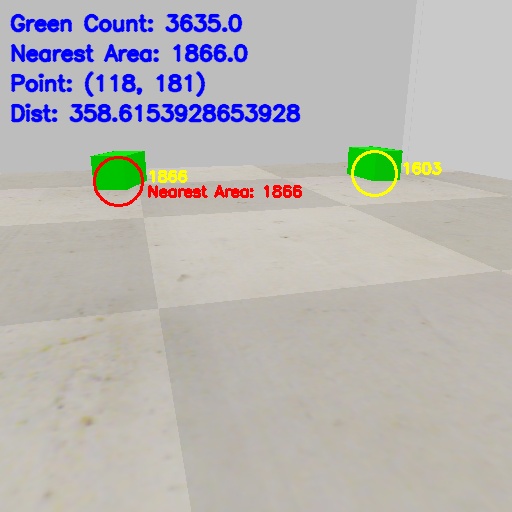 Green Count: 3635.0
Nearest Area: 1866.0
Point: (118, 181)
Dist: 358.6153928653928
1866
Nearest Area: 1866
1603